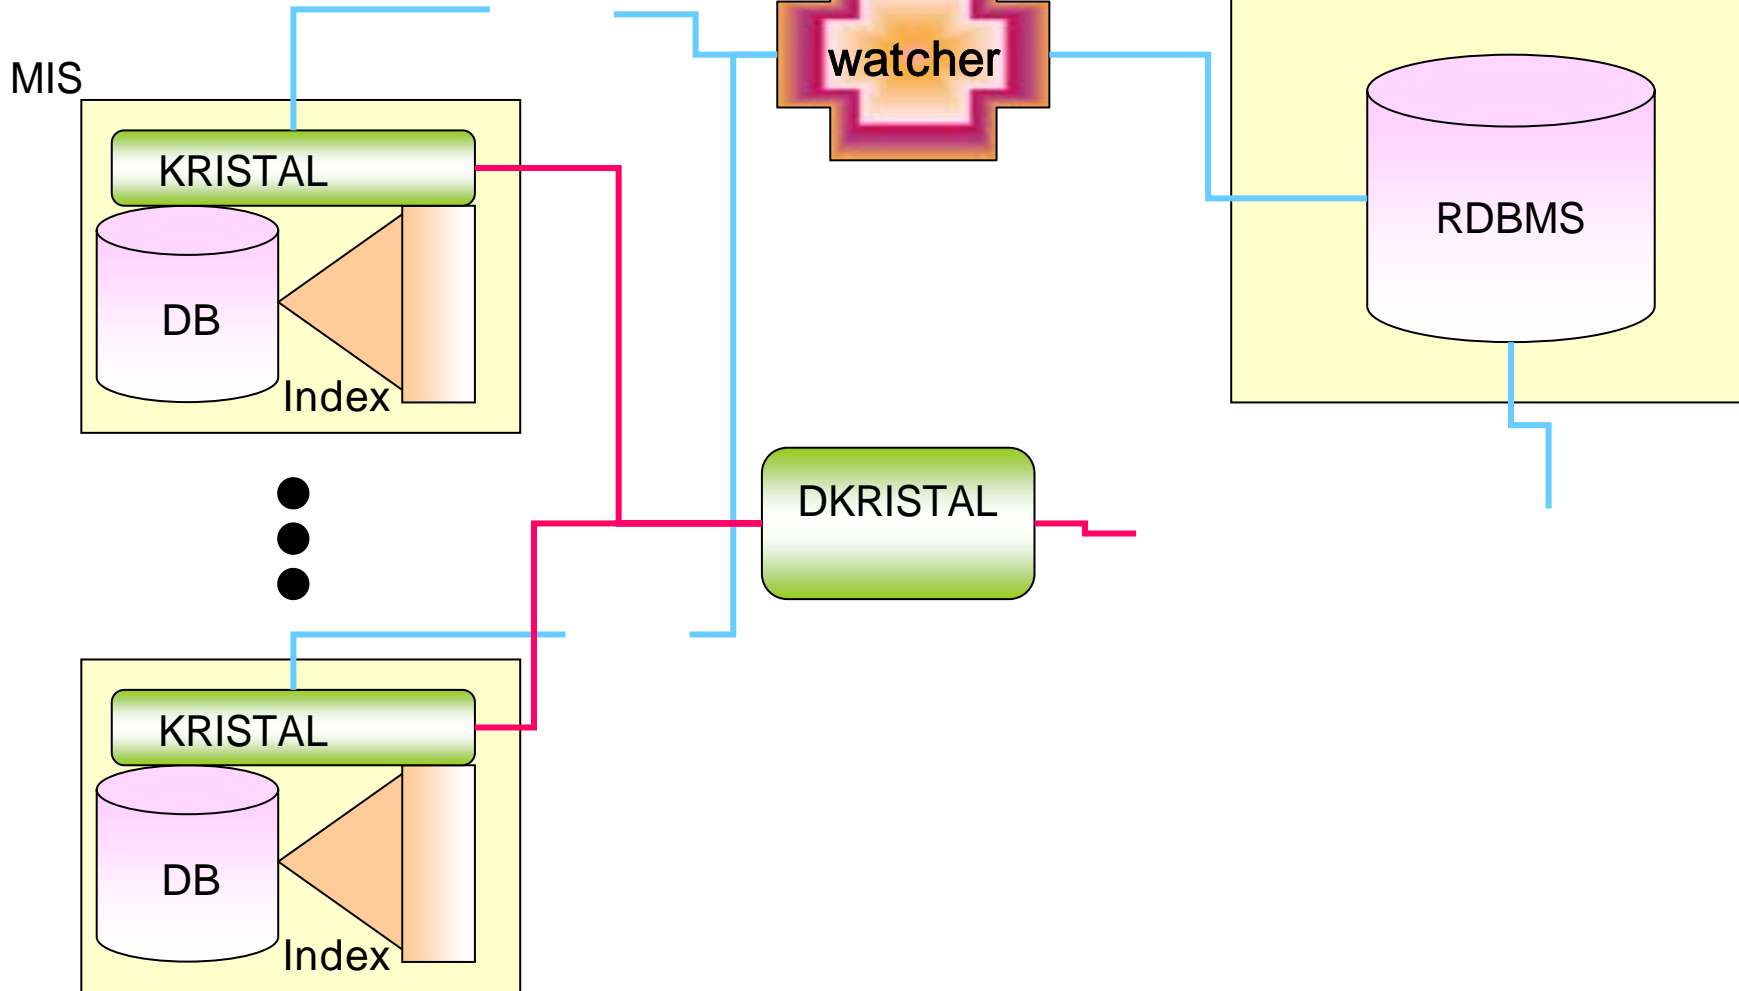 watcher
MIS
KRISTAL
RDBMS
DB
Index
DKRISTAL
KRISTAL
DB
Index